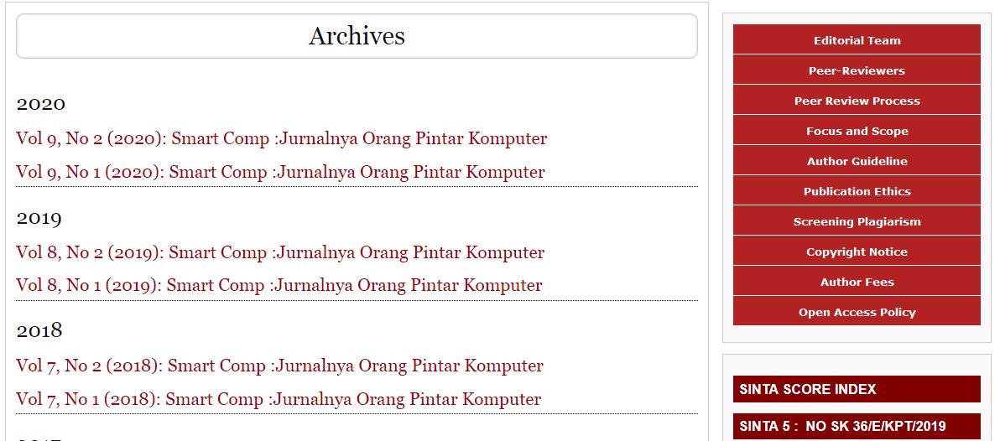 Archives
2020
Vol 9, No 2 (2020): Smart Comp :Jurnalnya Orang Pintar Komputer
Vol 9, No 1 (2020): Smart Comp :Jurnalnya Orang Pintar Komputer
2019
Vol 8, No 2 (2019): Smart Comp :Jurnalnya Orang Pintar Komputer
Vol 8, No 1 (2019): Smart Comp :Jurnalnya Orang Pintar Komputer
2018
Vol 7, No 2 (2018): Smart Comp :Jurnalnya Orang Pintar Komputer
Vol 7, No 1 (2018): Smart Comp :Jurnalnya Orang Pintar Komputer
Editorial Team
Peer-Reviewers
Peer Review Process
Focus and Scope
Author Guideline
Publication Ethics
Screening Plagiarism
Copyright Notice
Author Fees
Open Access Policy
SINTA SCORE INDEX
SINTA 5 : NO SK 36/E/KPT/2019